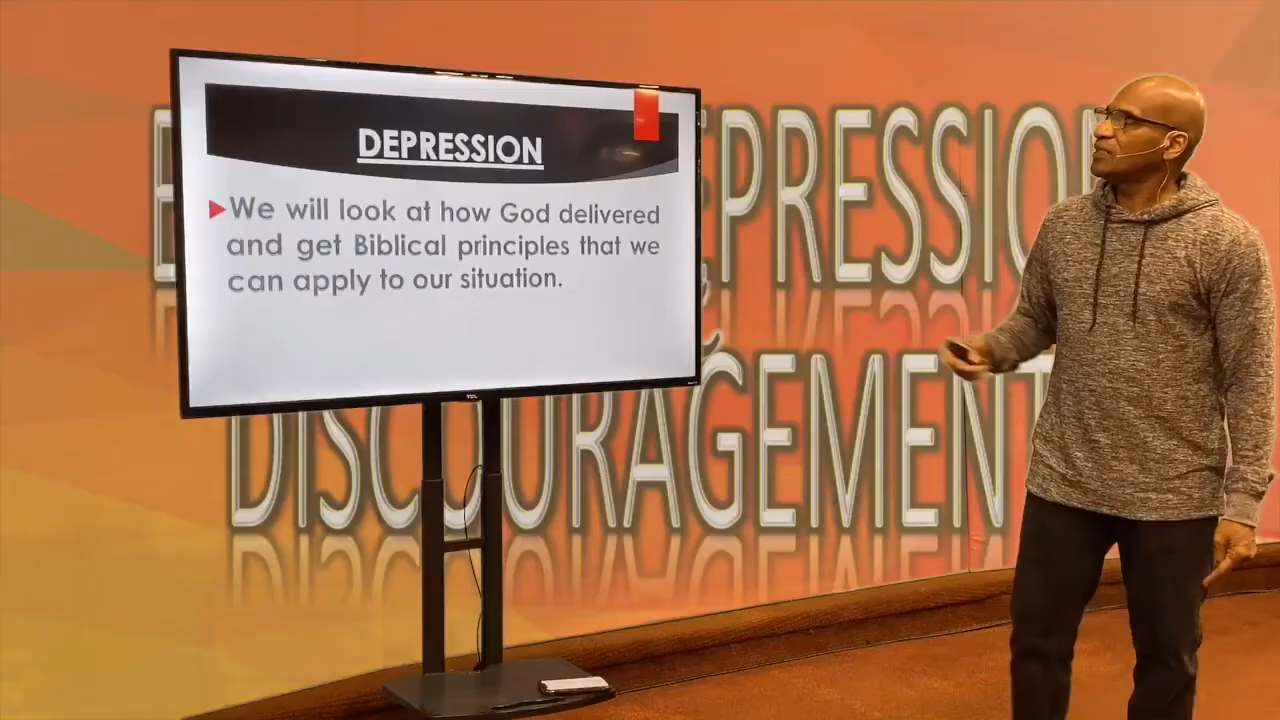 DEPRESSION
We will look at how God delivered
and get Biblical principles that we
can apply to our situation.
TCL
DISCOURAGEMENT